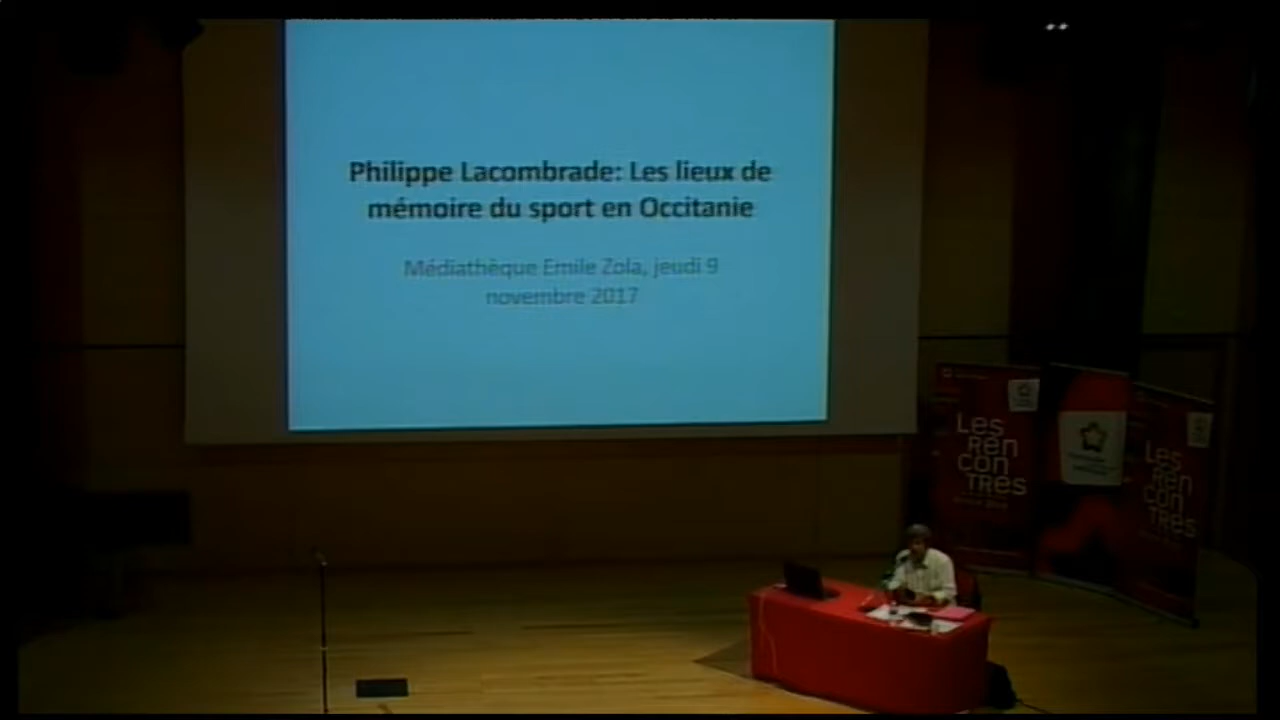 Philippe Lacombrade: Les lieux de
mémoire du sport en Occitanie
Médiathèque Emile Zola, jeudi 9
novembre 2017
Les
Ren
con
TRes
Les
Ren
con
TRes